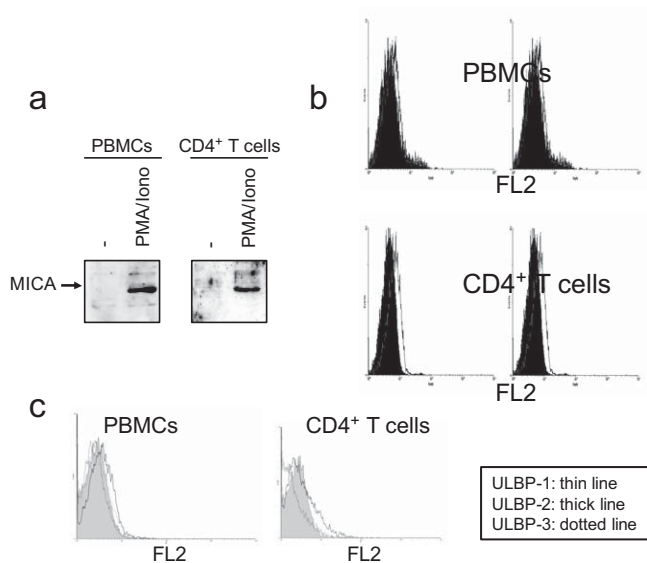 a
PBMCs
CD4⁺ T cells
-
PMA/Iono
-
PMA/Iono
MICA
b
PBMCs
FL2
CD4⁺ T cells
FL2
c
PBMCs
CD4⁺ T cells
FL2
FL2
ULBP-1: thin line
ULBP-2: thick line
ULBP-3: dotted line